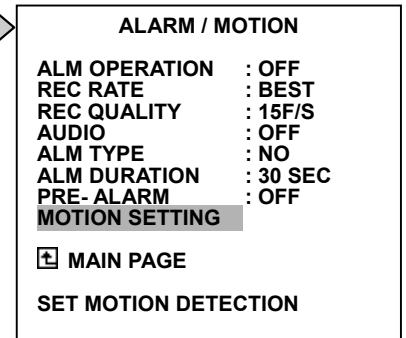 ALARM / MOTION
ALM OPERATION : OFF
REC RATE : BEST
REC QUALITY : 15F/S
AUDIO : OFF
ALM TYPE : NO
ALM DURATION : 30 SEC
PRE- ALARM : OFF
MOTION SETTING
MAIN PAGE
SET MOTION DETECTION